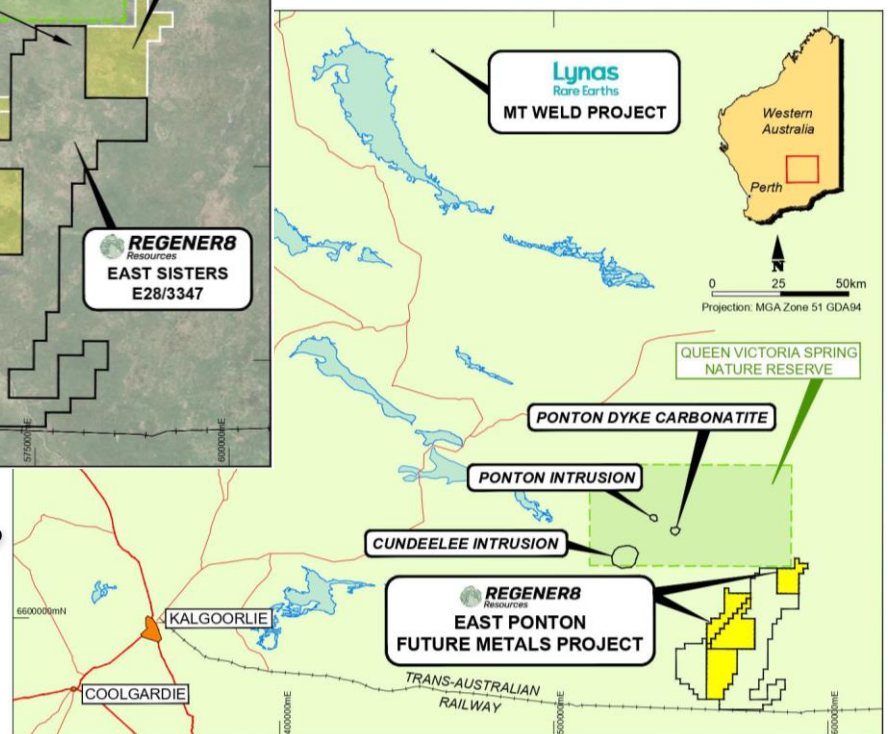 REGENER8
Resources
EAST SISTERS
E28/3347
575000mE
600000mE
Lynas
Rare Earths
MT WELD PROJECT
Western
Australia
Perth
N
0 25 50km
Projection: MGA Zone 51 GDA94
QUEEN VICTORIA SPRING
NATURE RESERVE
PONTON DYKE CARBONATITE
PONTON INTRUSION
CUNDEELEE INTRUSION
REGENER8
Resources
EAST PONTON
FUTURE METALS PROJECT
6600000mN
KALGOORLIE
COOLGARDIE
TRANS-AUSTRALIAN
RAILWAY
400000mE
500000mE
600000mE